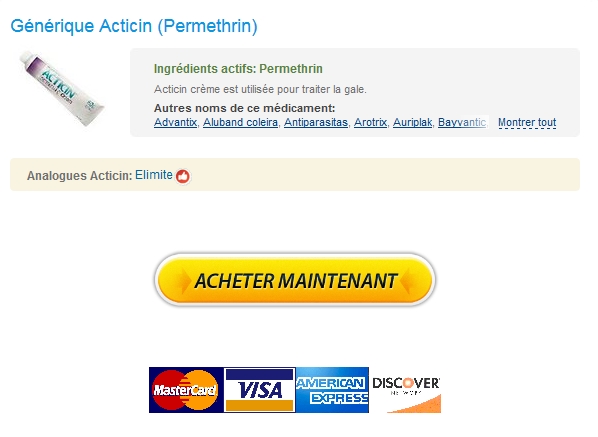 Générique Acticin (Permethrin)
ACTICIN
Ingrédients actifs: Permethrin
Acticin crème est utilisée pour traiter la gale.
Autres noms de ce médicament:
Advantix, Aluband coleira, Antiparasitas, Arotrix, Auriplak, Bayvantic, Montrer tout
Analogues Acticin: Elimite
ACHETER MAINTENANT
MasterCard VISA AMERICAN EXPRESS DISCOVER NETWORK